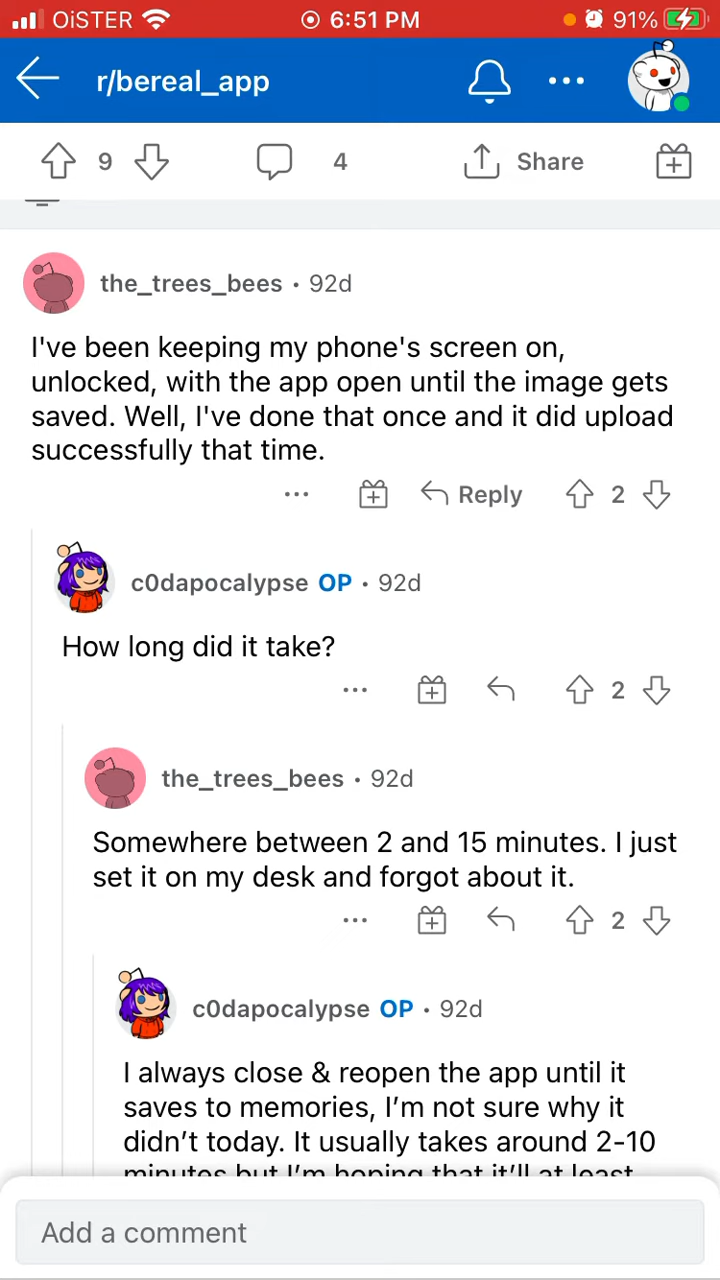 OiSTER 6:51 PM 91%
r/bereal_app
9 4 Share
the_trees_bees • 92d
I've been keeping my phone's screen on,
unlocked, with the app open until the image gets
saved. Well, I've done that once and it did upload
successfully that time.
Reply 2
c0dapocalypse OP • 92d
How long did it take?
2
the_trees_bees • 92d
Somewhere between 2 and 15 minutes. I just
set it on my desk and forgot about it.
2
c0dapocalypse OP • 92d
I always close & reopen the app until it
saves to memories, I'm not sure why it
didn't today. It usually takes around 2-10
minutes but I'm hoping that it'll at least
Add a comment